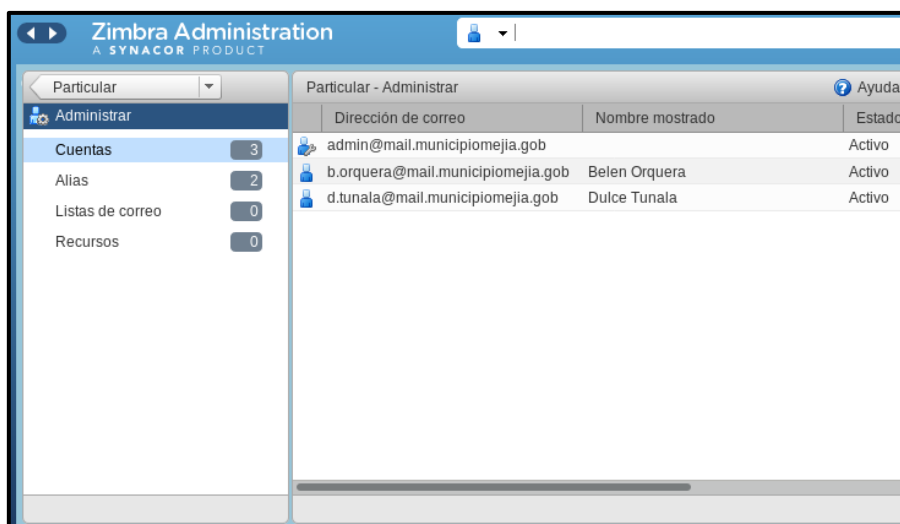 Zimbra Administration
A SYNACOR PRODUCT
Particular
Particular - Administrar
Ayuda
Administrar
Dirección de correo
Nombre mostrado
Estado
Cuentas 3
Alias 2
Listas de correo 0
Recursos 0
admin@mail.municipiomejia.gob Activo
b.orquera@mail.municipiomejia.gob Belen Orquera Activo
d.tunala@mail.municipiomejia.gob Dulce Tunala Activo